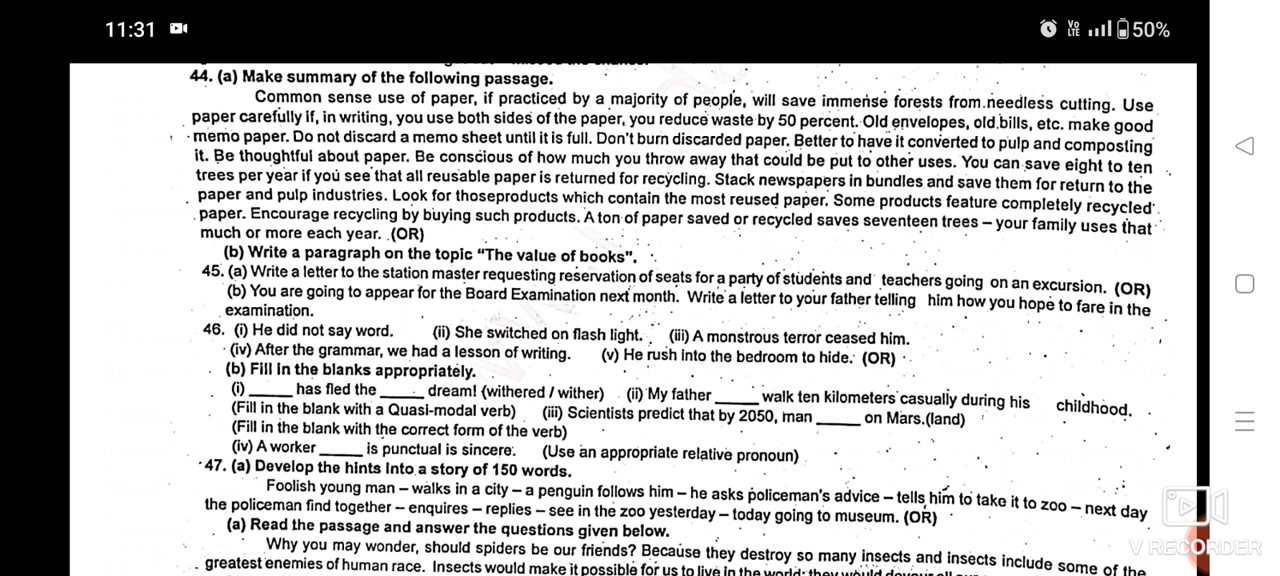 11:31
Vo LTE 50%
44. (a) Make summary of the following passage.
Common sense use of paper, if practiced by a majority of people, will save immense forests from needless cutting. Use
paper carefully if, in writing, you use both sides of the paper, you reduce waste by 50 percent. Old envelopes, old bills, etc. make good
memo paper. Do not discard a memo sheet until it is full. Don't burn discarded paper. Better to have it converted to pulp and composting
it. Be thoughtful about paper. Be conscious of how much you throw away that could be put to other uses. You can save eight to ten
trees per year if you see that all reusable paper is returned for recycling. Stack newspapers in bundles and save them for return to the
paper and pulp industries. Look for thoseproducts which contain the most reused paper. Some products feature completely recycled
paper. Encourage recycling by buying such products. A ton of paper saved or recycled saves seventeen trees – your family uses that
much or more each year. (OR)
(b) Write a paragraph on the topic "The value of books".
45. (a) Write a letter to the station master requesting reservation of seats for a party of students and teachers going on an excursion. (OR)
(b) You are going to appear for the Board Examination next month. Write a letter to your father telling him how you hope to fare in the
examination.
46. (i) He did not say word. (ii) She switched on flash light. (iii) A monstrous terror ceased him.
(iv) After the grammar, we had a lesson of writing. (v) He rush into the bedroom to hide. (OR)
(b) Fill in the blanks appropriately.
(i) _____ has fled the _____ dream! (withered / wither) (ii) My father _____ walk ten kilometers casually during his childhood.
(Fill in the blank with a Quasi-modal verb) (iii) Scientists predict that by 2050, man _____ on Mars.(land)
(Fill in the blank with the correct form of the verb)
(iv) A worker _____ is punctual is sincere. (Use an appropriate relative pronoun)
47. (a) Develop the hints into a story of 150 words.
Foolish young man – walks in a city – a penguin follows him – he asks policeman's advice – tells him to take it to zoo – next day
the policeman find together – enquires – replies – see in the zoo yesterday – today going to museum. (OR)
(a) Read the passage and answer the questions given below.
Why you may wonder, should spiders be our friends? Because they destroy so many insects and insects include some of the
greatest enemies of human race. Insects would make it possible for us to live in the world; they would
V RECORDER